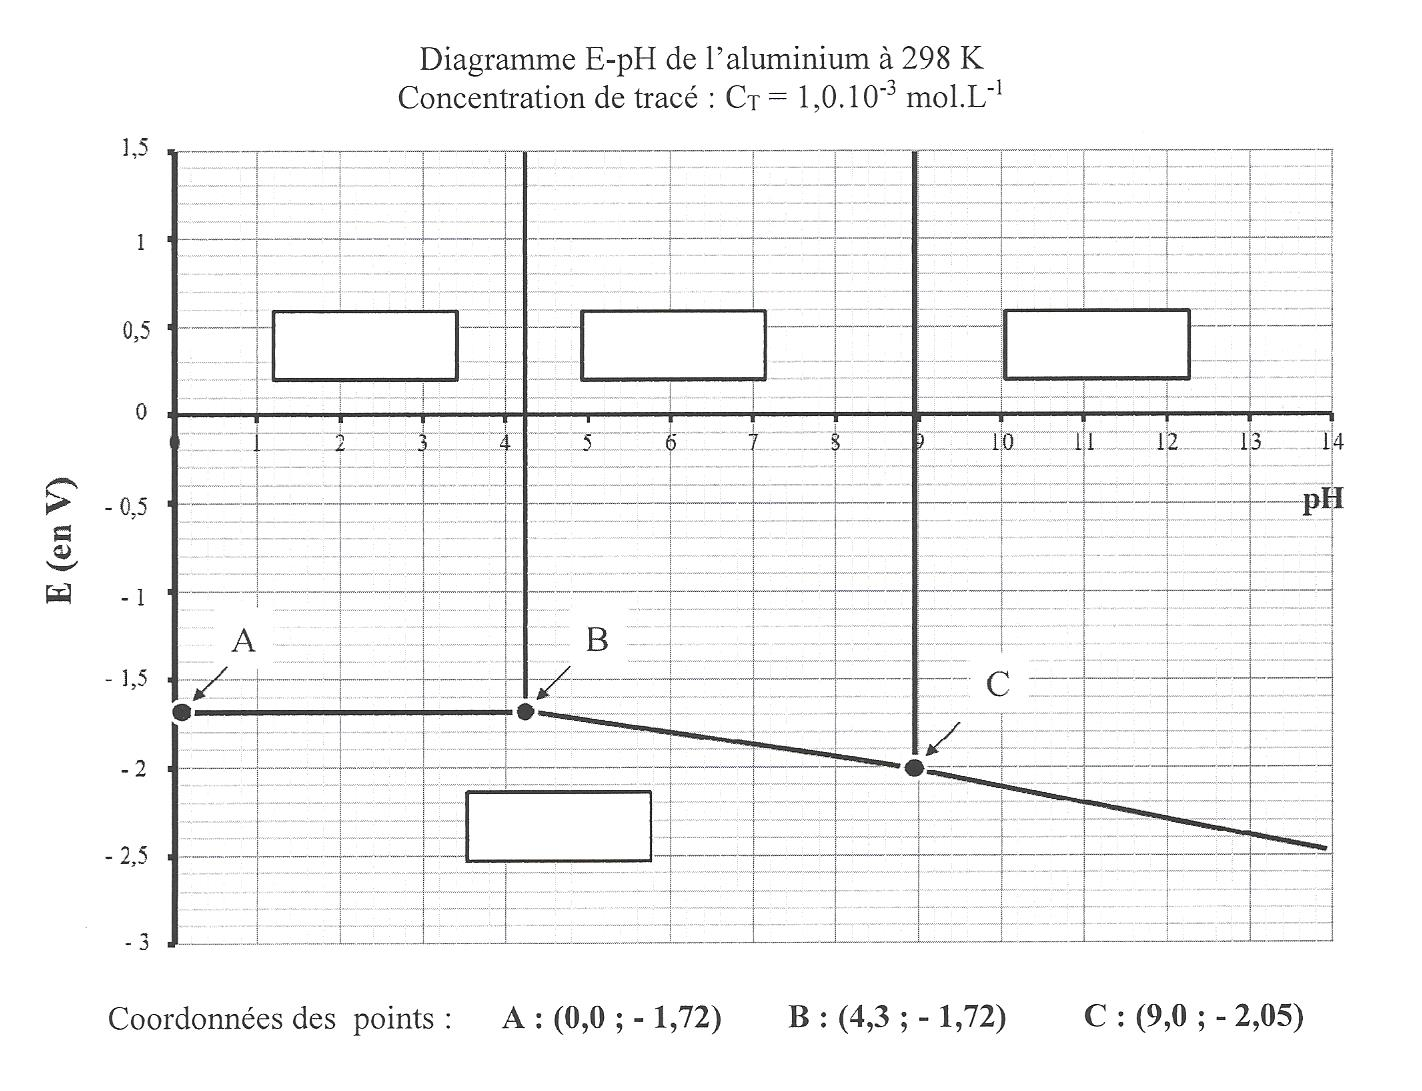 Diagramme E-pH de l’aluminium à 298 K
Concentration de tracé : C_T = 1,0.10⁻³ mol.L⁻¹
1,5
1
0,5
0
0 1 2 3 4 5 6 7 8 9 10 11 12 13 14
- 0,5
pH
E (en V)
- 1
A
B
- 1,5
C
- 2
- 2,5
- 3
Coordonnées des points : A : (0,0 ; - 1,72) B : (4,3 ; - 1,72) C : (9,0 ; - 2,05)